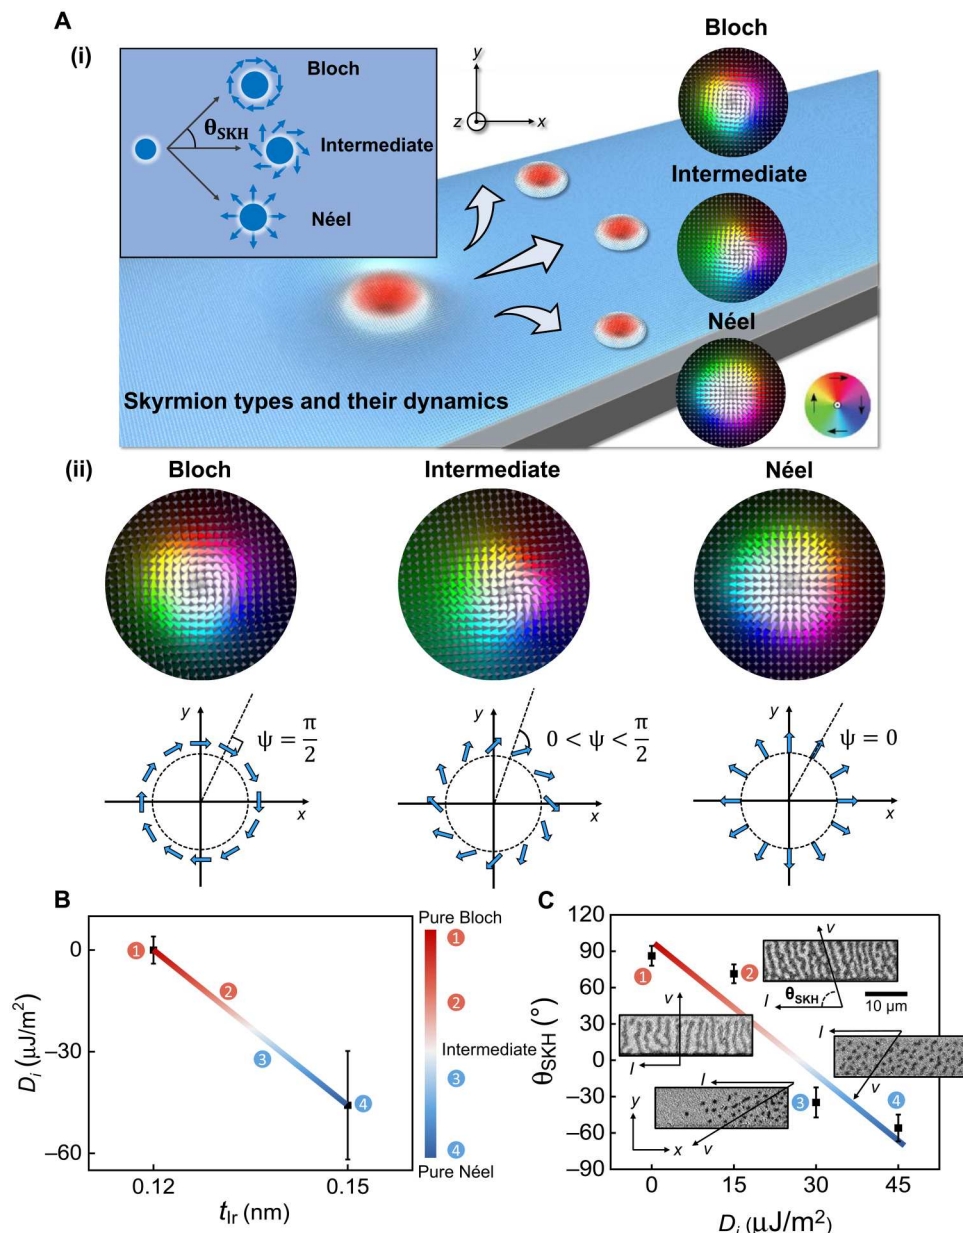 A
(i)
Bloch
θSKH
Intermediate
Néel
y
z
x
Bloch
Intermediate
Néel
Skyrmion types and their dynamics
(ii)
Bloch
Intermediate
Néel
y
x
ψ = π/2
y
x
0 < ψ < π/2
y
x
ψ = 0
B
0
−30
−60
Di (μJ/m²)
0.12
0.15
tIr (nm)
1
2
3
4
Pure Bloch
1
2
Intermediate
3
4
Pure Néel
C
120
90
60
30
0
−30
−60
−90
θSKH (°)
0
15
30
45
Di (μJ/m²)
1
2
3
4
v
I
θSKH
10 μm
v
I
I
v
I
v
y
x